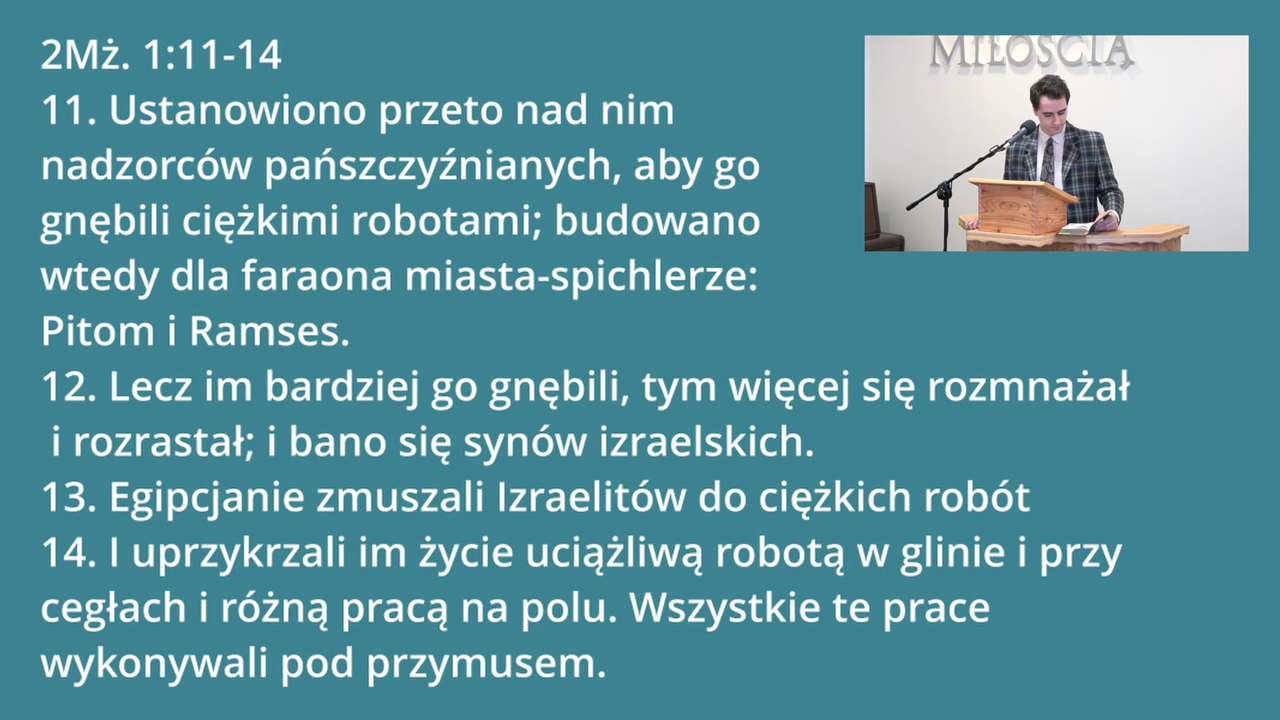 2Mż. 1:11-14
11. Ustanowiono przeto nad nim
nadzorców pańszczyźnianych, aby go
gnębili ciężkimi robotami; budowano
wtedy dla faraona miasta-spichlerze:
Pitom i Ramses.
12. Lecz im bardziej go gnębili, tym więcej się rozmnażał
i rozrastał; i bano się synów izraelskich.
13. Egipcjanie zmuszali Izraelitów do ciężkich robót
14. I uprzykrzali im życie uciążliwą robotą w glinie i przy
cegłach i różną pracą na polu. Wszystkie te prace
wykonywali pod przymusem.
MIŁOŚCIĄ